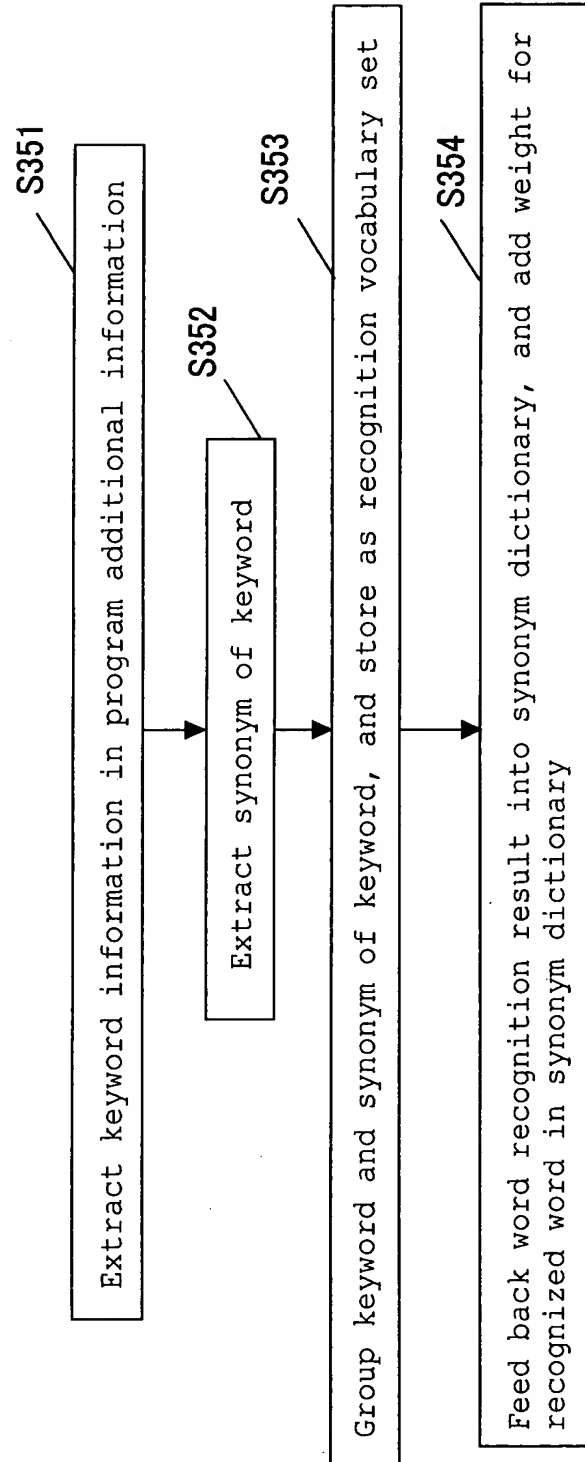 S351
Extract keyword information in program additional information
S352
Extract synonym of keyword
S353
Group keyword and synonym of keyword, and store as recognition vocabulary set
S354
Feed back word recognition result into synonym dictionary, and add weight for
recognized word in synonym dictionary